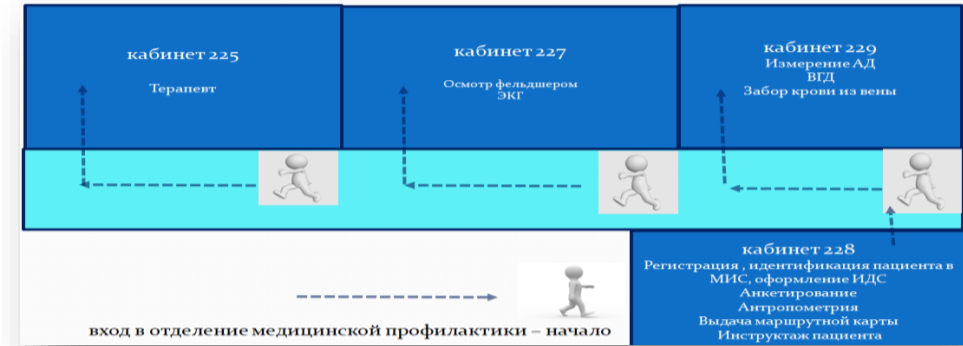 кабинет 225
Терапевт
кабинет 227
Осмотр фельдшером
ЭКГ
кабинет 229
Измерение АД
ВГД
Забор крови из вены
кабинет 228
Регистрация , идентификация пациента в
МИС, оформление ИДС
Анкетирование
Антропометрия
Выдача маршрутной карты
Инструктаж пациента
вход в отделение медицинской профилактики – начало